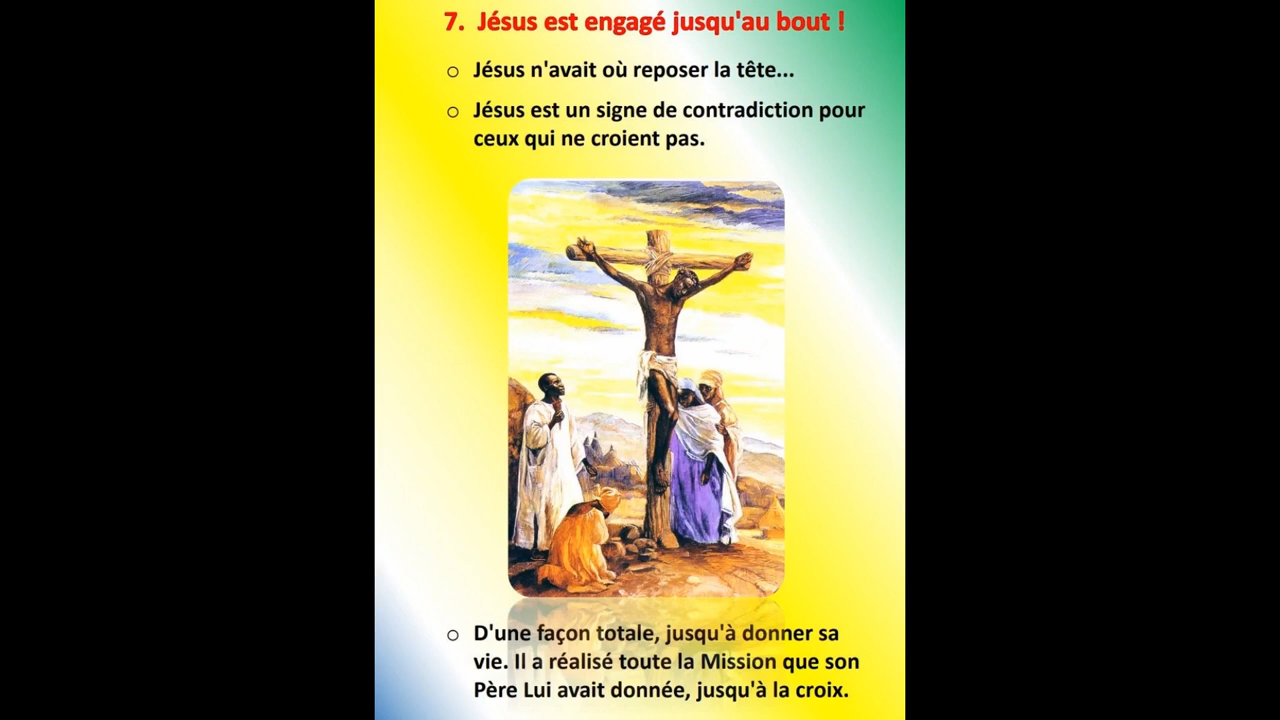 7. Jésus est engagé jusqu'au bout !
o Jésus n'avait où reposer la tête...
o Jésus est un signe de contradiction pour
ceux qui ne croient pas.
o D'une façon totale, jusqu'à donner sa
vie. Il a réalisé toute la Mission que son
Père Lui avait donnée, jusqu'à la croix.